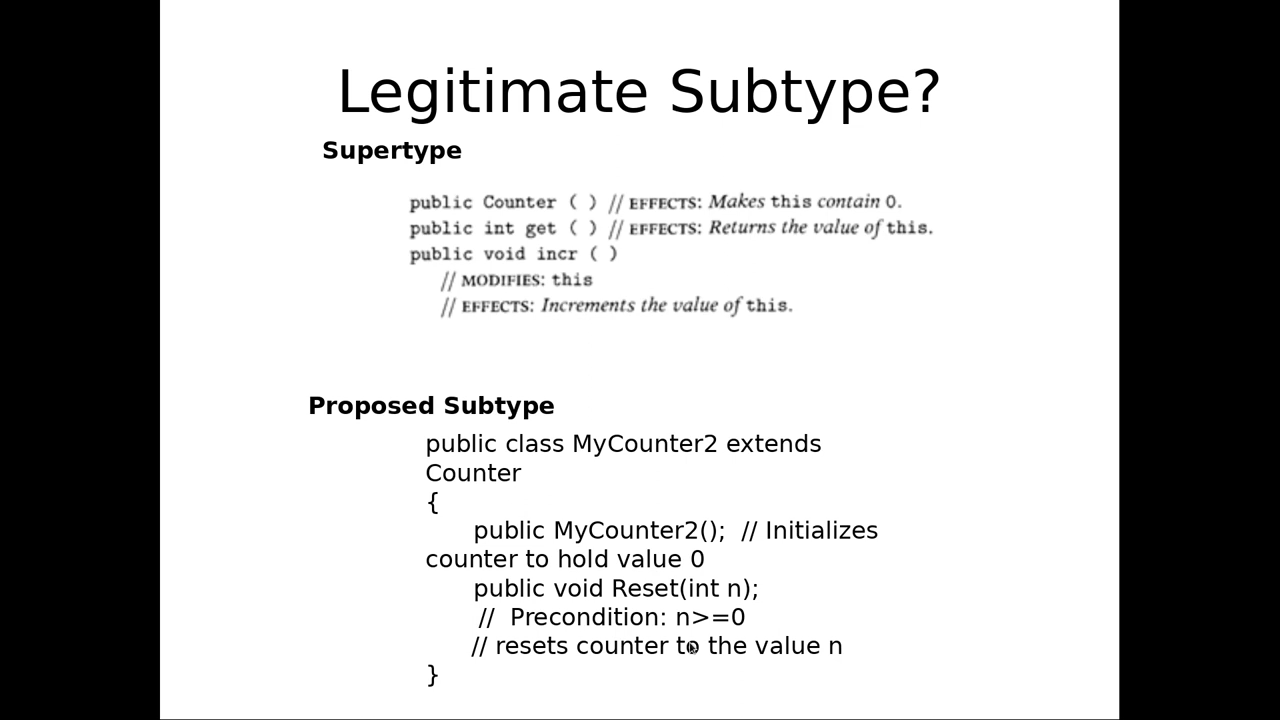 Legitimate Subtype?
Supertype
public Counter ( ) // EFFECTS: Makes this contain 0.
public int get ( ) // EFFECTS: Returns the value of this.
public void incr ( )
// MODIFIES: this
// EFFECTS: Increments the value of this.
Proposed Subtype
public class MyCounter2 extends
Counter
{
public MyCounter2(); // Initializes
counter to hold value 0
public void Reset(int n);
// Precondition: n>=0
// resets counter to the value n
}